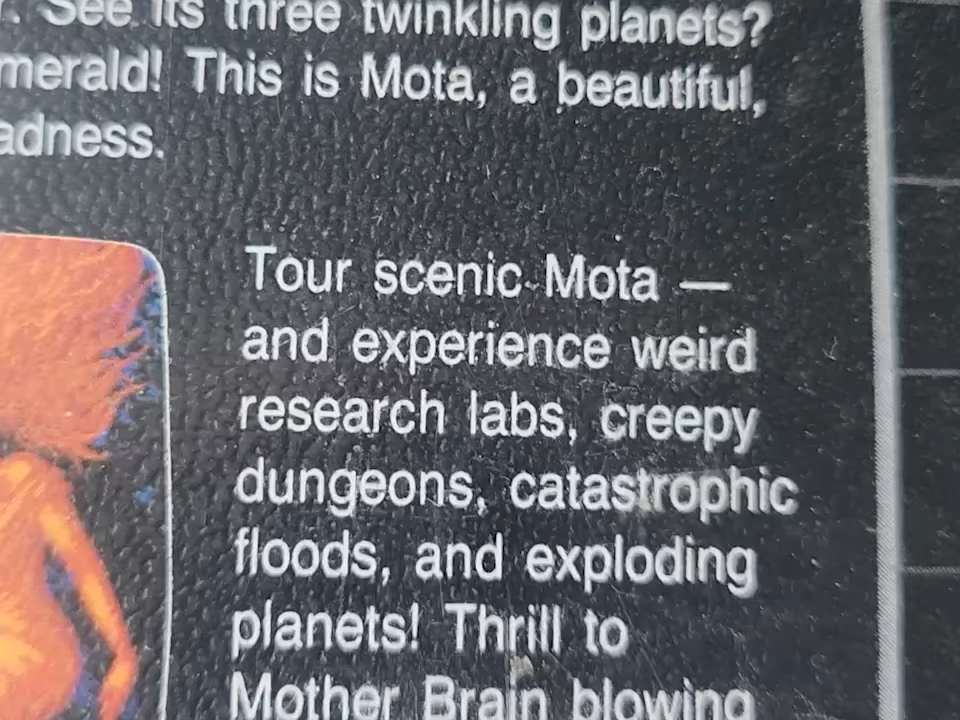 . See its three twinkling planets?
merald! This is Mota, a beautiful,
adness.
Tour scenic Mota —
and experience weird
research labs, creepy
dungeons, catastrophic
floods, and exploding
planets! Thrill to
Mother Brain blowing